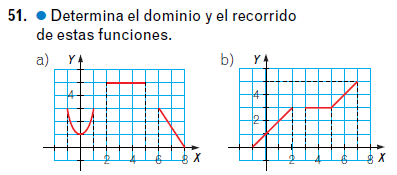 51. ● Determina el dominio y el recorrido
de estas funciones.
a) Y
4
2 4 6 8 X
b) Y
4
2
2 4 6 8 X